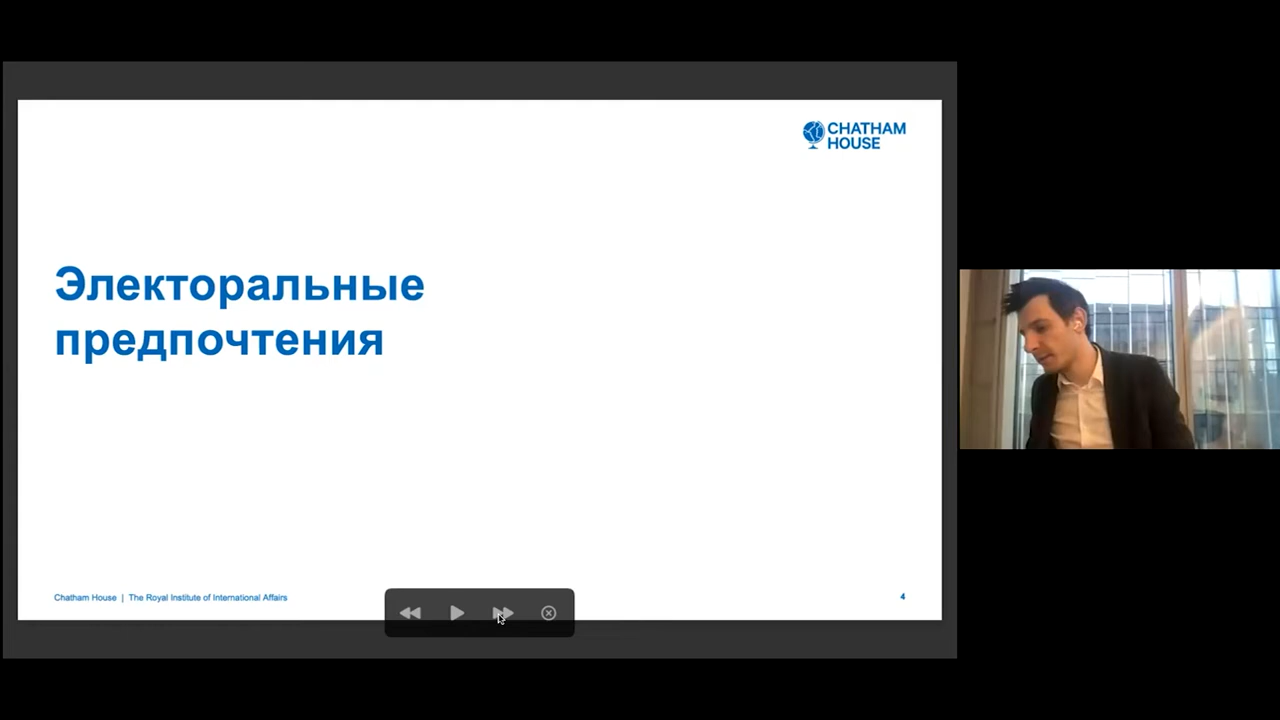 CHATHAM
HOUSE
Электоральные
предпочтения
Chatham House | The Royal Institute of International Affairs
4